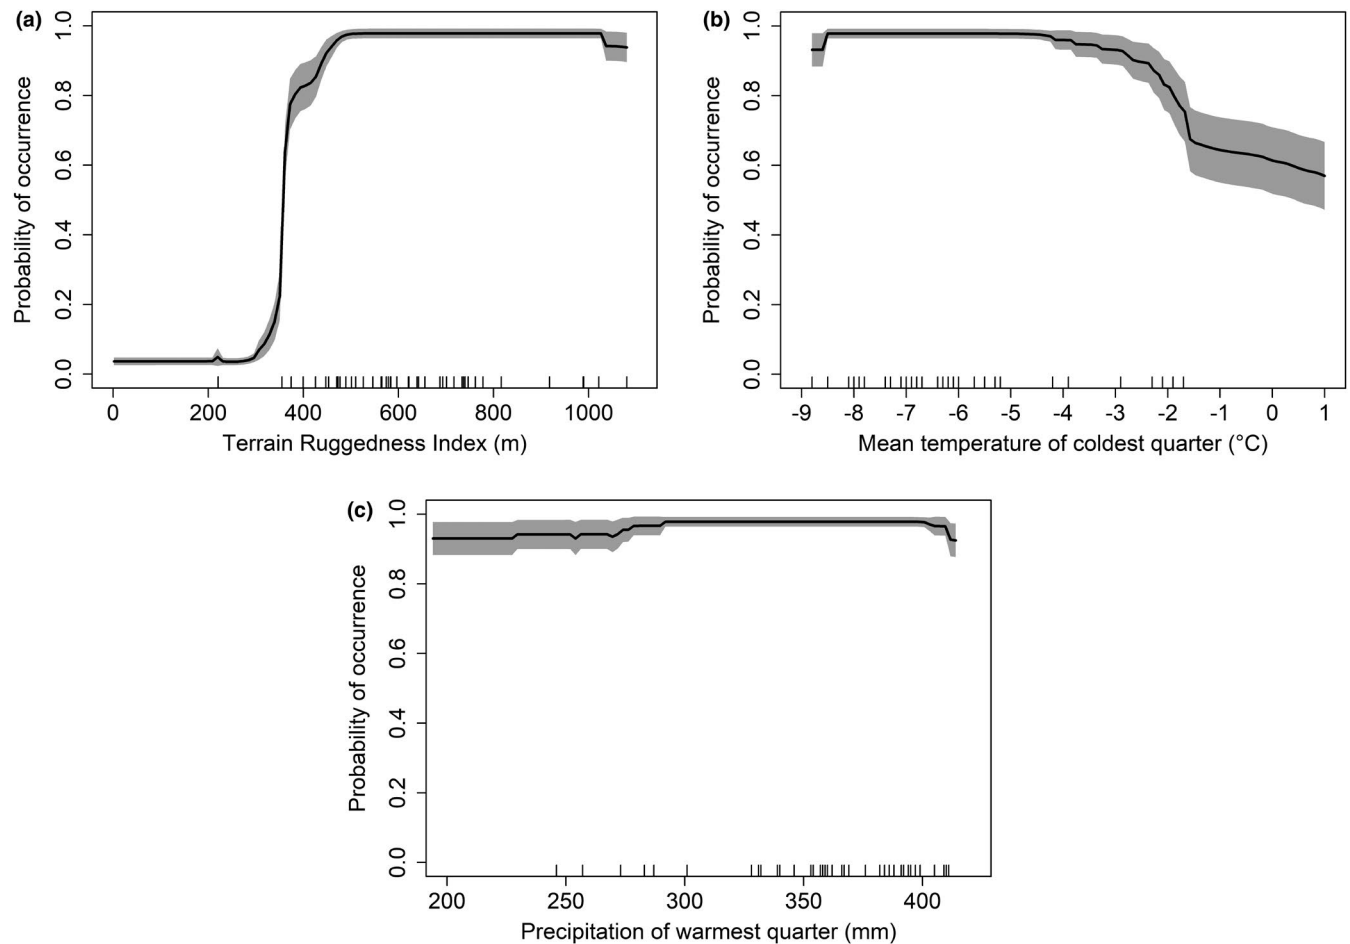 (a)
Probability of occurrence
0.0 0.2 0.4 0.6 0.8 1.0
0 200 400 600 800 1000
Terrain Ruggedness Index (m)
(b)
Probability of occurrence
0.0 0.2 0.4 0.6 0.8 1.0
-9 -8 -7 -6 -5 -4 -3 -2 -1 0 1
Mean temperature of coldest quarter (°C)
(c)
Probability of occurrence
0.0 0.2 0.4 0.6 0.8 1.0
200 250 300 350 400
Precipitation of warmest quarter (mm)